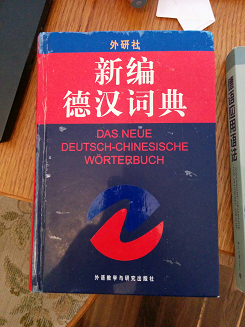 外研社
新编
德汉词典
DAS NEUE
DEUTSCH-CHINESISCHE
WÖRTERBUCH
外语教学与研究出版社